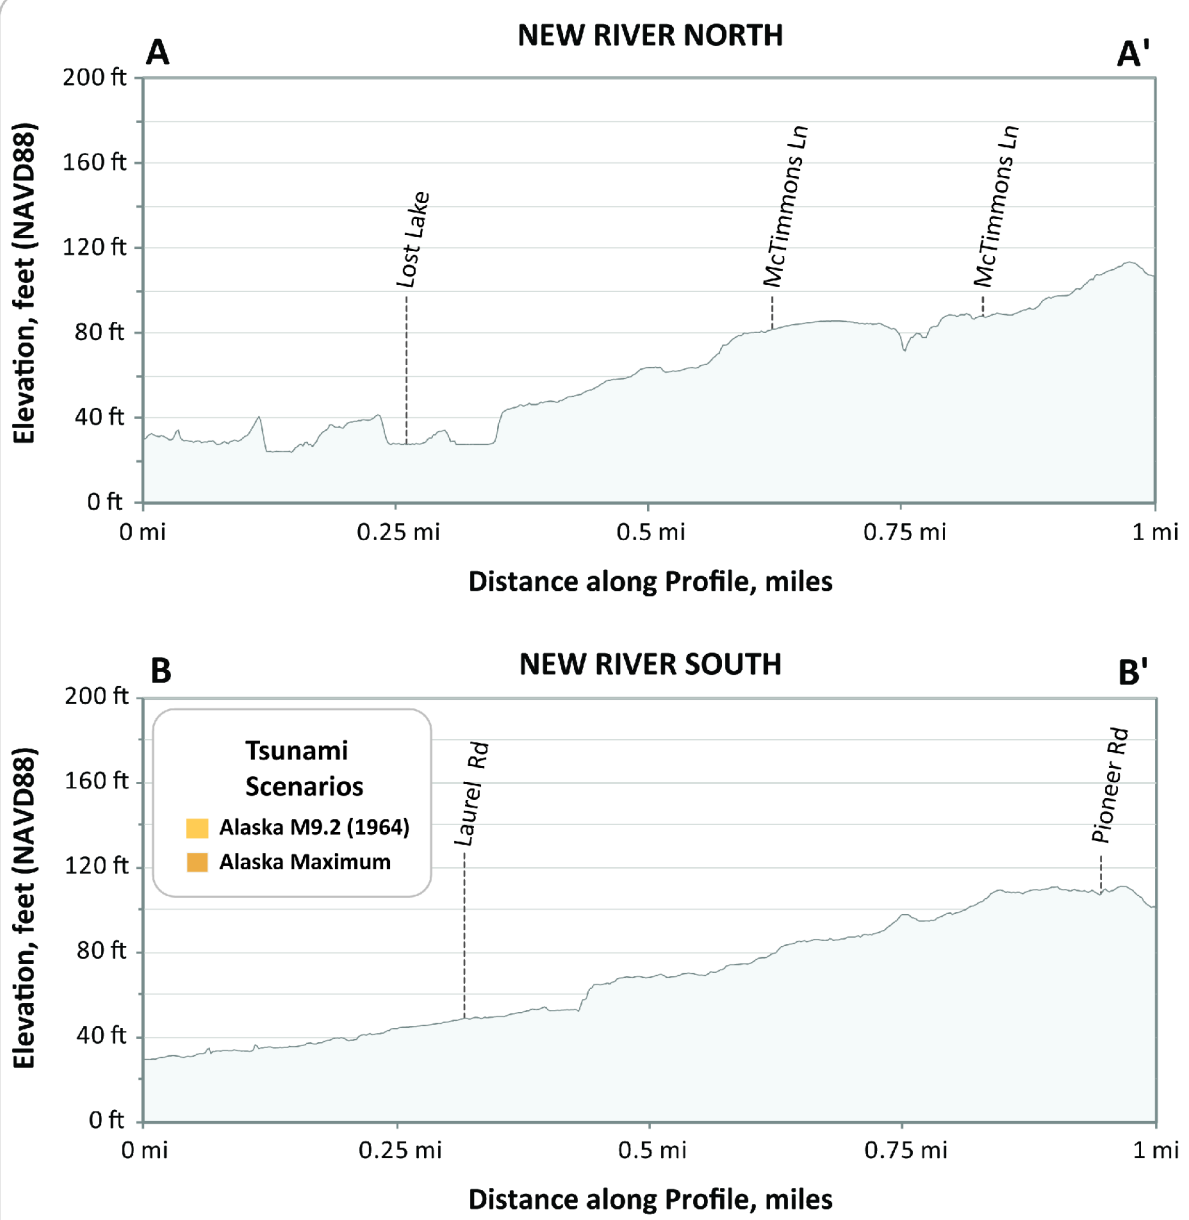 NEW RIVER NORTH
A
A'
200 ft
160 ft
120 ft
80 ft
40 ft
0 ft
Elevation, feet (NAVD88)
Lost Lake
McTimmons Ln
McTimmons Ln
0 mi
0.25 mi
0.5 mi
0.75 mi
1 mi
Distance along Profile, miles
NEW RIVER SOUTH
B
B'
200 ft
160 ft
120 ft
80 ft
40 ft
0 ft
Elevation, feet (NAVD88)
Tsunami
Scenarios
Alaska M9.2 (1964)
Alaska Maximum
Laurel Rd
Pioneer Rd
0 mi
0.25 mi
0.5 mi
0.75 mi
1 mi
Distance along Profile, miles